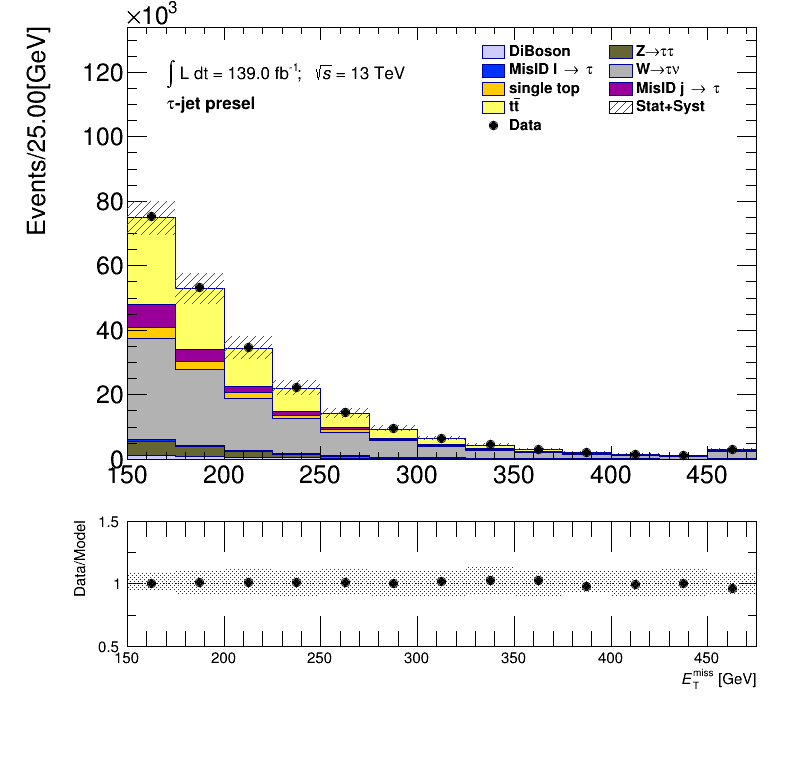 ×10³
Events/25.00[GeV]
120
100
80
60
40
20
0
∫ L dt = 139.0 fb⁻¹; √s = 13 TeV
τ-jet presel
DiBoson
MisID l → τ
single top
tt̄
Data
Z→ττ
W→τν
MisID j → τ
Stat+Syst
150 200 250 300 350 400 450
Data/Model
1.5
1
0.5
150 200 250 300 350 400 450
E_T^miss [GeV]